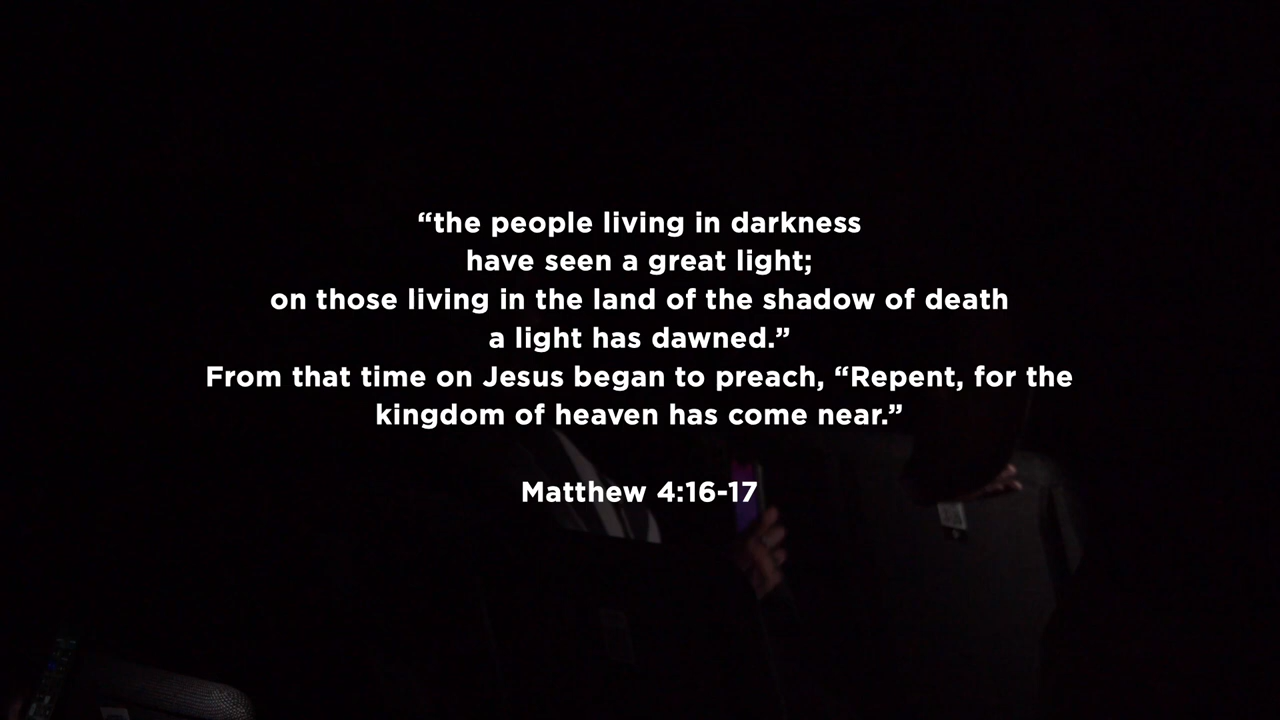 “the people living in darkness
have seen a great light;
on those living in the land of the shadow of death
a light has dawned.”
From that time on Jesus began to preach, “Repent, for the
kingdom of heaven has come near.”
Matthew 4:16-17